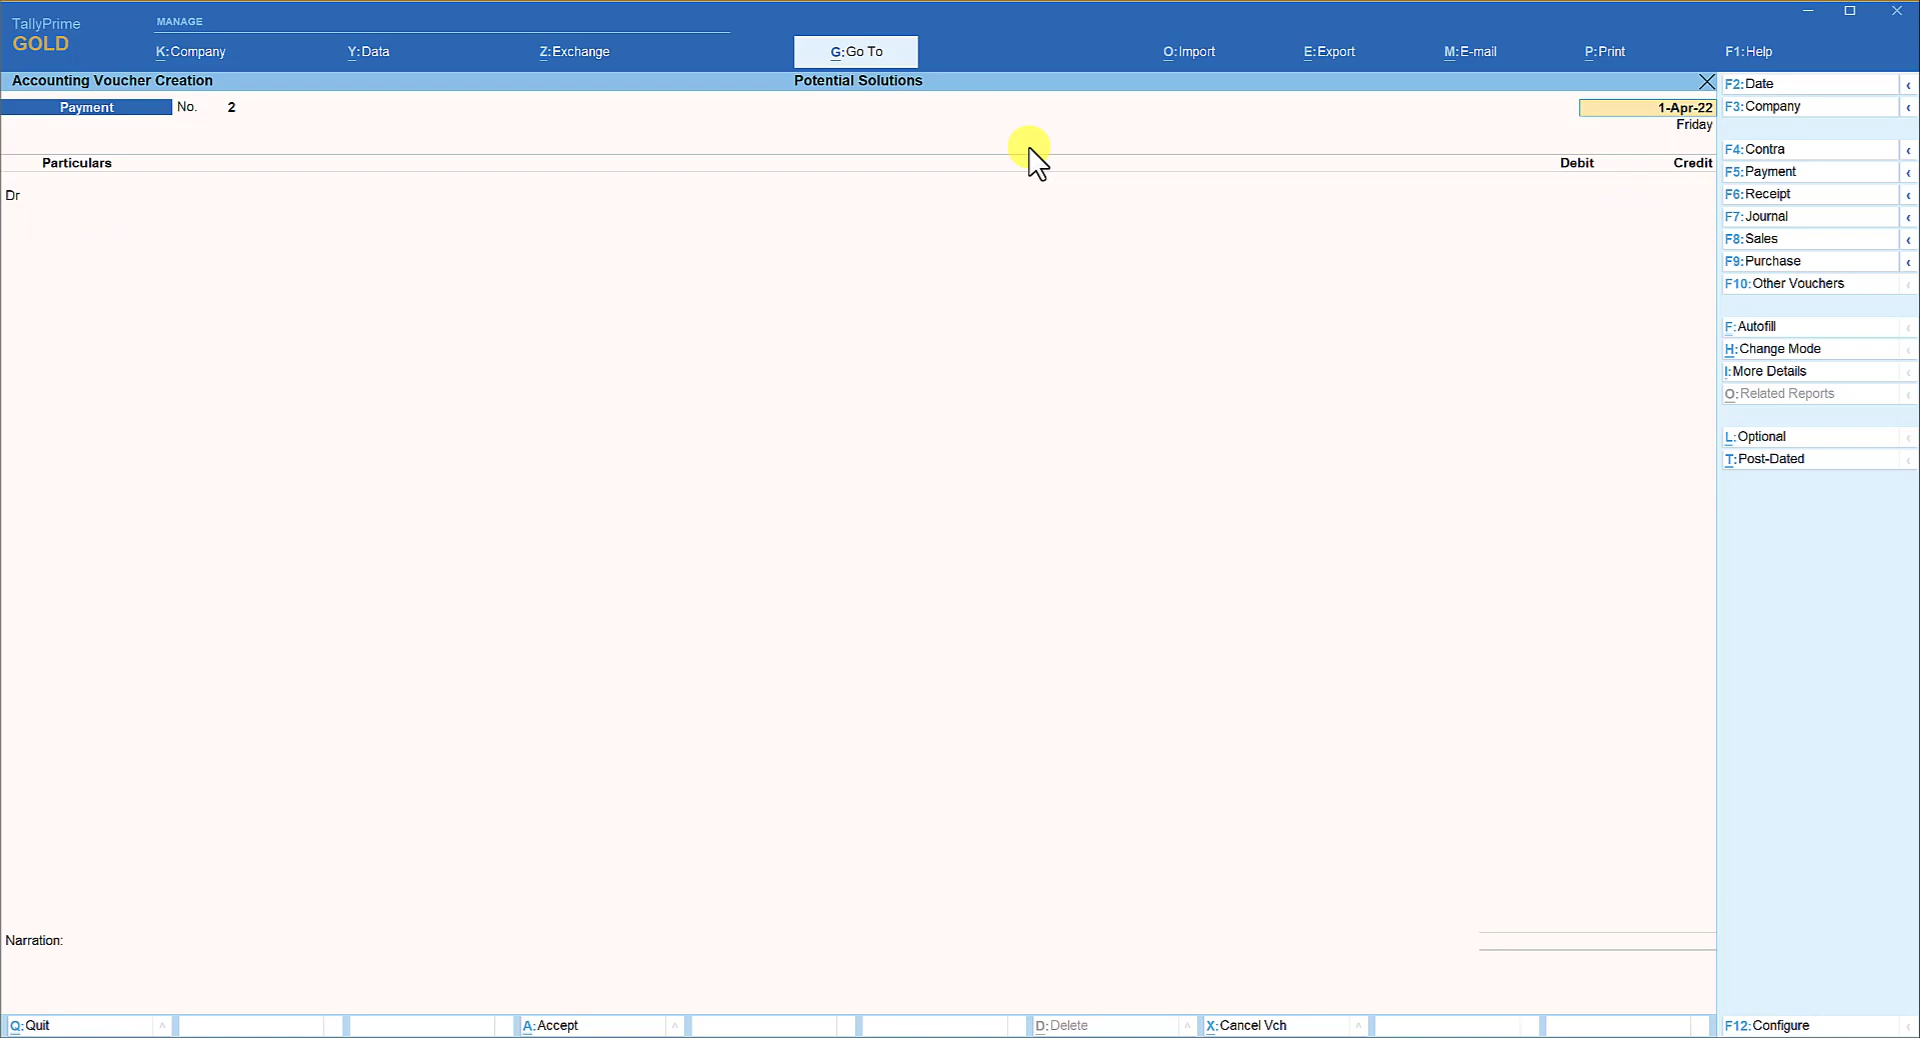 TallyPrime
GOLD
MANAGE
K:Company
Y:Data
Z:Exchange
G:Go To
O:Import
E:Export
M:E-mail
P:Print
F1:Help
Accounting Voucher Creation
Potential Solutions
Payment No. 2
1-Apr-22
Friday
Particulars
Debit
Credit
Dr
Narration:
F2:Date
F3:Company
F4:Contra
F5:Payment
F6:Receipt
F7:Journal
F8:Sales
F9:Purchase
F10:Other Vouchers
F:Autofill
H:Change Mode
I:More Details
O:Related Reports
L:Optional
T:Post-Dated
Q:Quit
A:Accept
D:Delete
X:Cancel Vch
F12:Configure